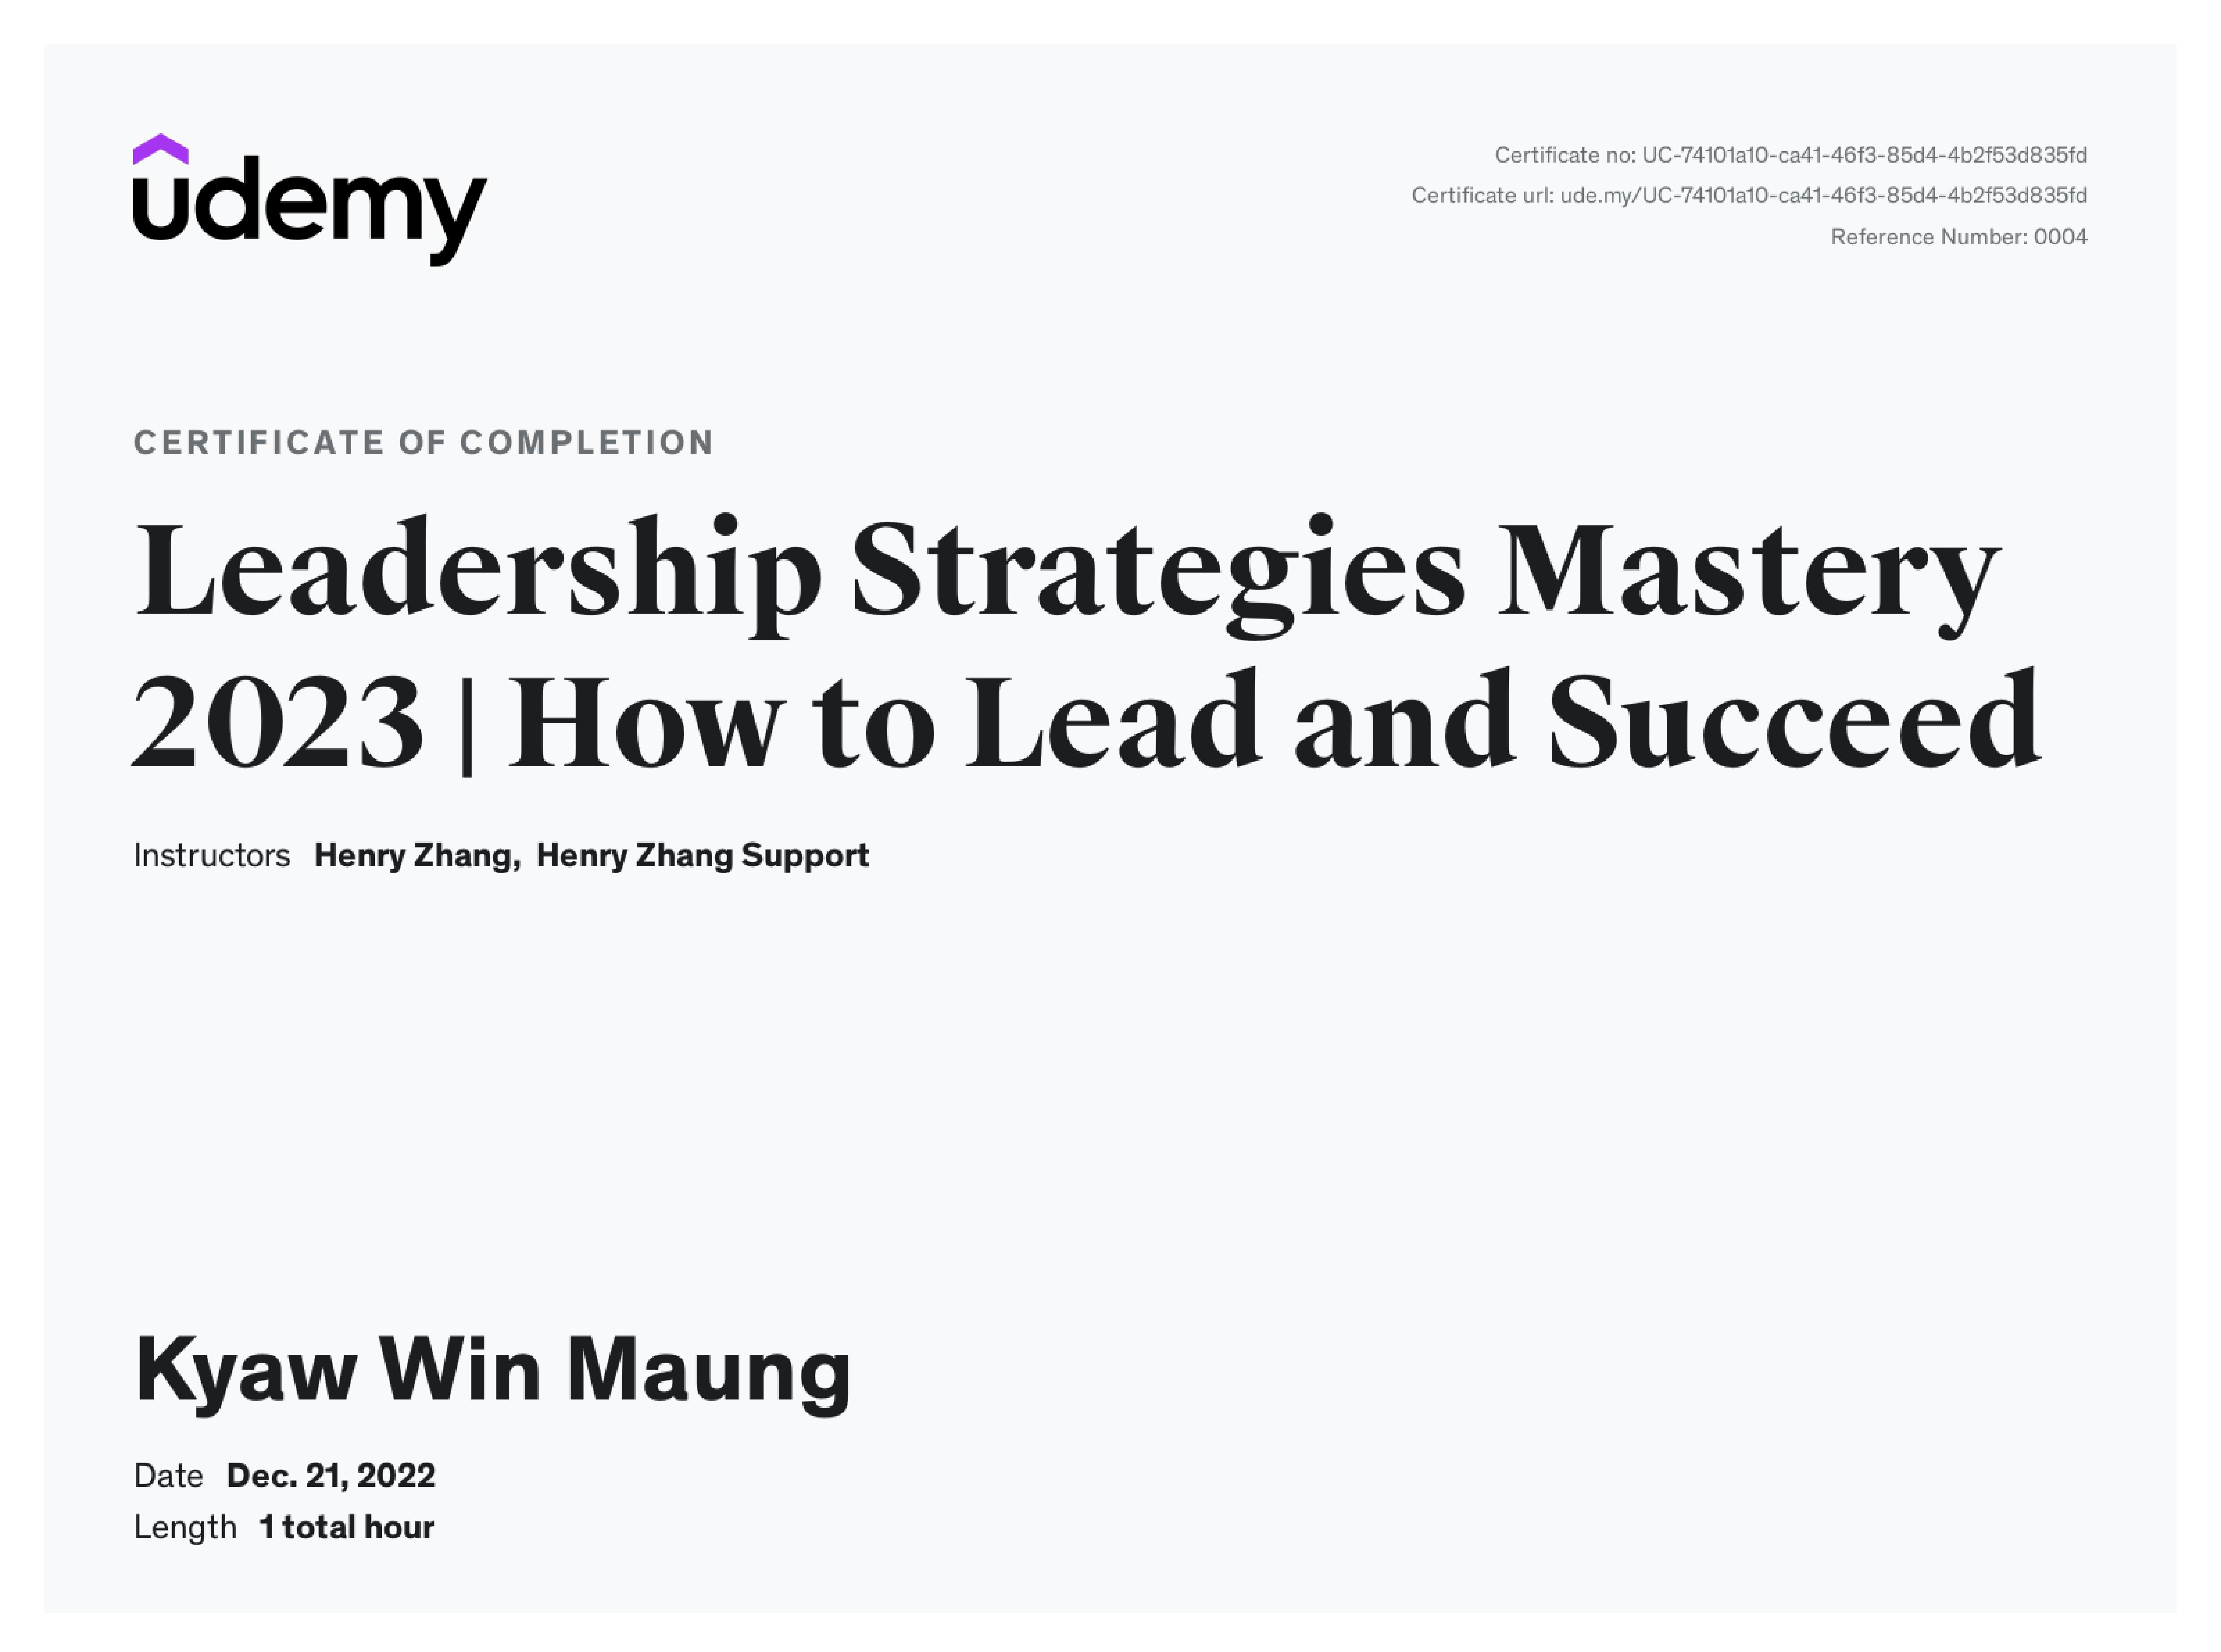 udemy
Certificate no: UC-74101a10-ca41-46f3-85d4-4b2f53d835fd
Certificate url: ude.my/UC-74101a10-ca41-46f3-85d4-4b2f53d835fd
Reference Number: 0004
CERTIFICATE OF COMPLETION
Leadership Strategies Mastery
2023 | How to Lead and Succeed
Instructors Henry Zhang, Henry Zhang Support
Kyaw Win Maung
Date Dec. 21, 2022
Length 1 total hour